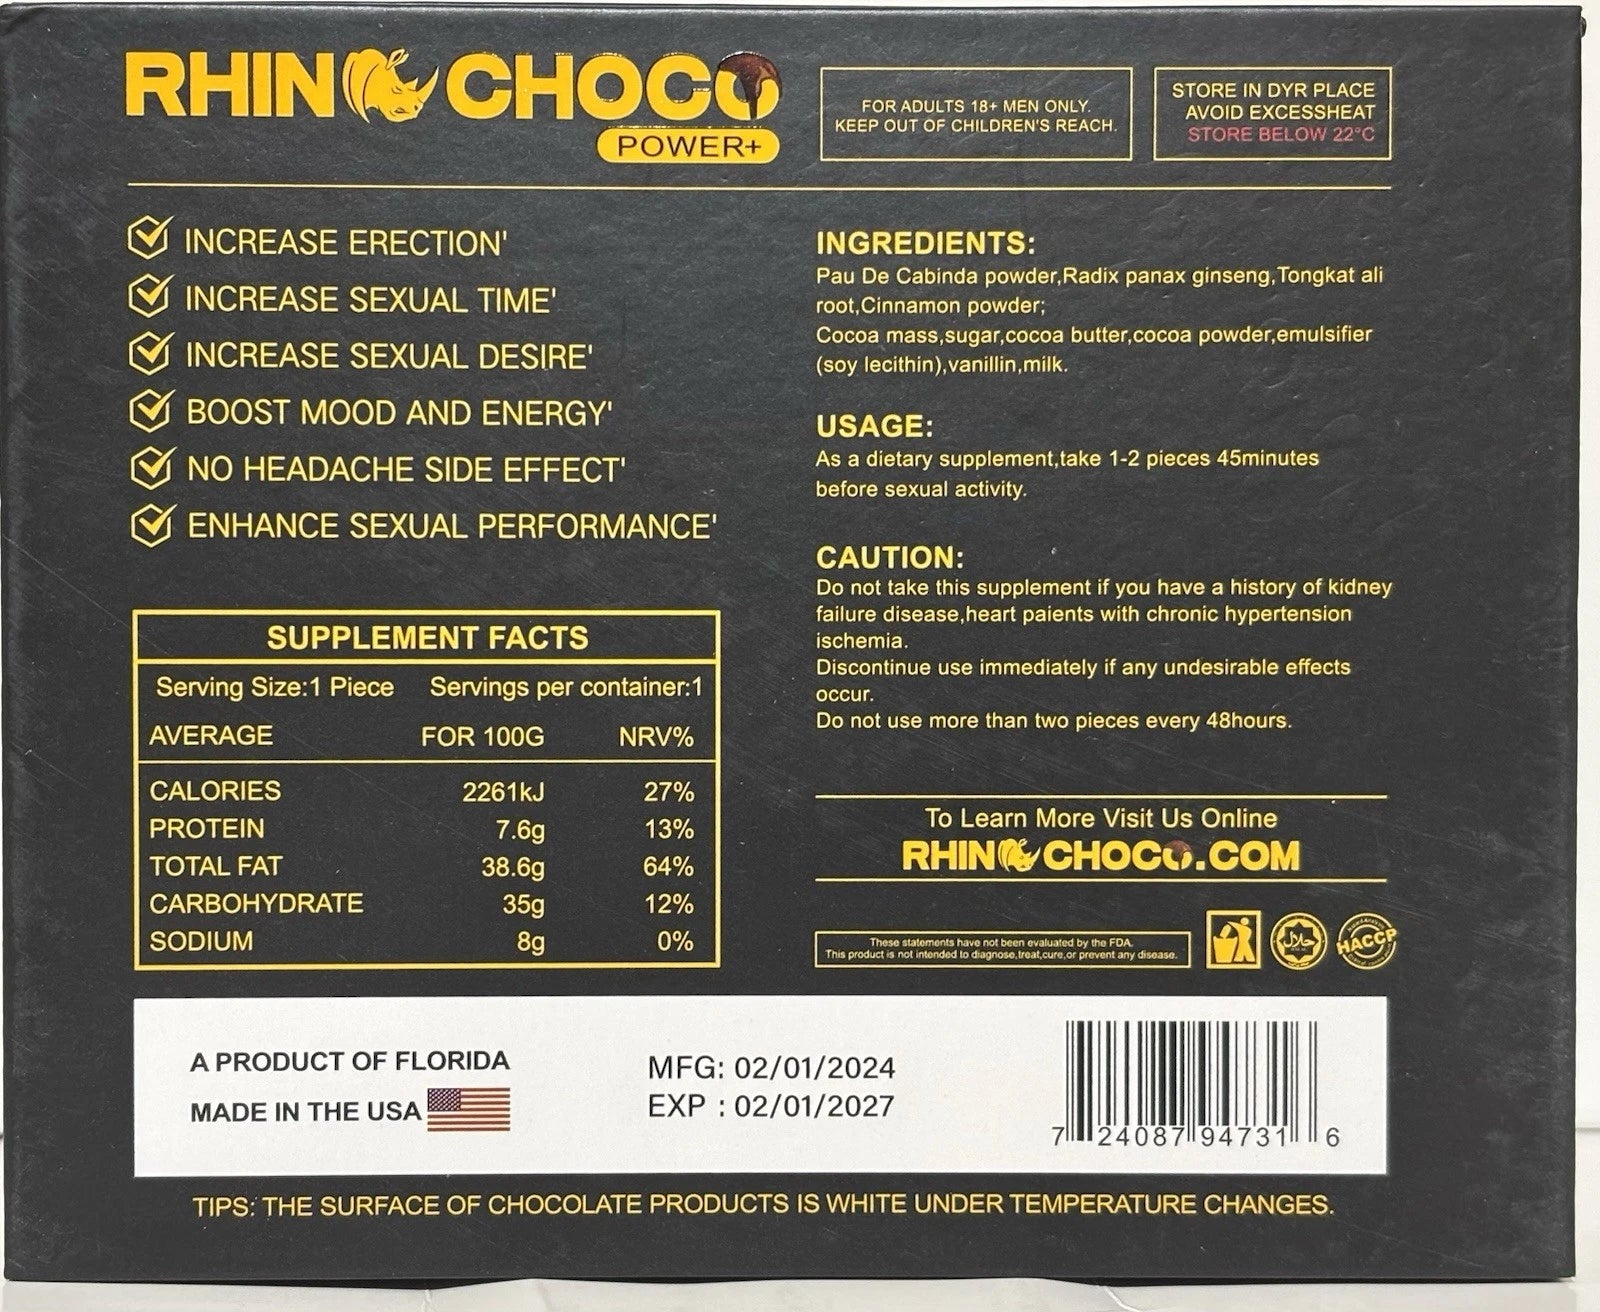 RHINO CHOCO
POWER+
FOR ADULTS 18+ MEN ONLY.
KEEP OUT OF CHILDREN'S REACH.
STORE IN DYR PLACE
AVOID EXCESSHEAT
STORE BELOW 22°C
INCREASE ERECTION'
INCREASE SEXUAL TIME'
INCREASE SEXUAL DESIRE'
BOOST MOOD AND ENERGY'
NO HEADACHE SIDE EFFECT'
ENHANCE SEXUAL PERFORMANCE'
SUPPLEMENT FACTS
Serving Size:1 Piece Servings per container:1
AVERAGE FOR 100G NRV%
CALORIES 2261kJ 27%
PROTEIN 7.6g 13%
TOTAL FAT 38.6g 64%
CARBOHYDRATE 35g 12%
SODIUM 8g 0%
INGREDIENTS:
Pau De Cabinda powder,Radix panax ginseng,Tongkat ali
root,Cinnamon powder;
Cocoa mass,sugar,cocoa butter,cocoa powder,emulsifier
(soy lecithin),vanillin,milk.
USAGE:
As a dietary supplement,take 1-2 pieces 45minutes
before sexual activity.
CAUTION:
Do not take this supplement if you have a history of kidney
failure disease,heart paients with chronic hypertension
ischemia.
Discontinue use immediately if any undesirable effects
occur.
Do not use more than two pieces every 48hours.
To Learn More Visit Us Online
RHINOCHOCO.COM
These statements have not been evaluated by the FDA.
This product is not intended to diagnose,treat,cure,or prevent any disease.
حلال
HACCP
A PRODUCT OF FLORIDA
MADE IN THE USA
MFG: 02/01/2024
EXP : 02/01/2027
7 24087 94731 6
TIPS: THE SURFACE OF CHOCOLATE PRODUCTS IS WHITE UNDER TEMPERATURE CHANGES.